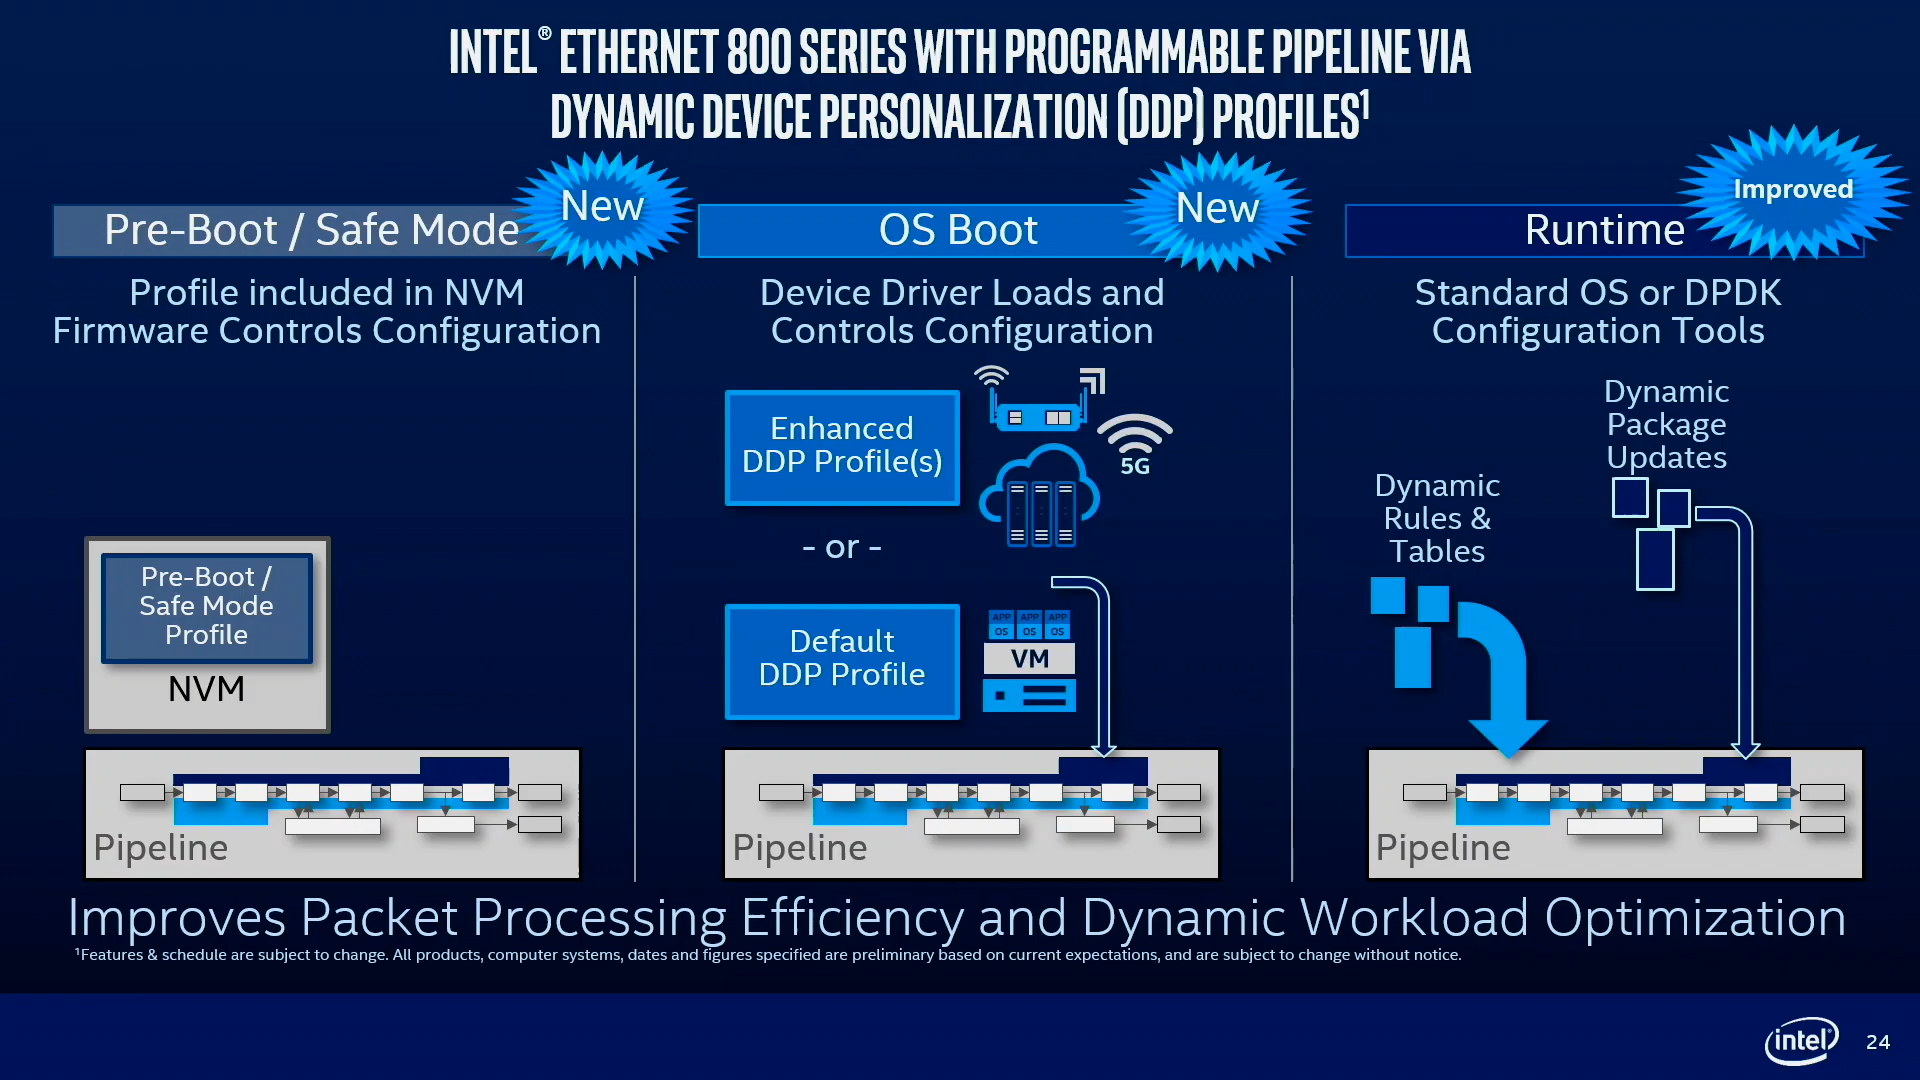 INTEL® ETHERNET 800 SERIES WITH PROGRAMMABLE PIPELINE VIA
DYNAMIC DEVICE PERSONALIZATION (DDP) PROFILES¹
Pre-Boot / Safe Mode
New
Profile included in NVM
Firmware Controls Configuration
Pre-Boot /
Safe Mode
Profile
NVM
Pipeline
OS Boot
New
Device Driver Loads and
Controls Configuration
Enhanced
DDP Profile(s)
5G
- or -
Default
DDP Profile
APP APP APP
OS OS OS
VM
Pipeline
Runtime
Improved
Standard OS or DPDK
Configuration Tools
Dynamic
Package
Updates
Dynamic
Rules &
Tables
Pipeline
Improves Packet Processing Efficiency and Dynamic Workload Optimization
¹Features & schedule are subject to change. All products, computer systems, dates and figures specified are preliminary based on current expectations, and are subject to change without notice.
intel
24